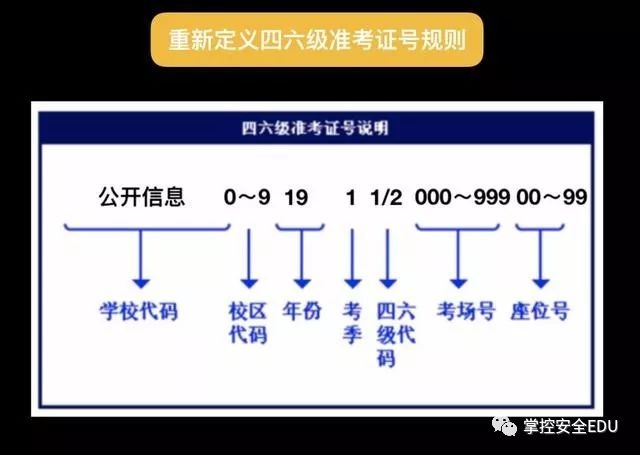 重新定义四六级准考证号规则
四六级准考证号说明
公开信息 0～9 19 1 1/2 000～999 00～99
学校代码 校区代码 年份 考季 四六级代码 考场号 座位号
掌控安全EDU